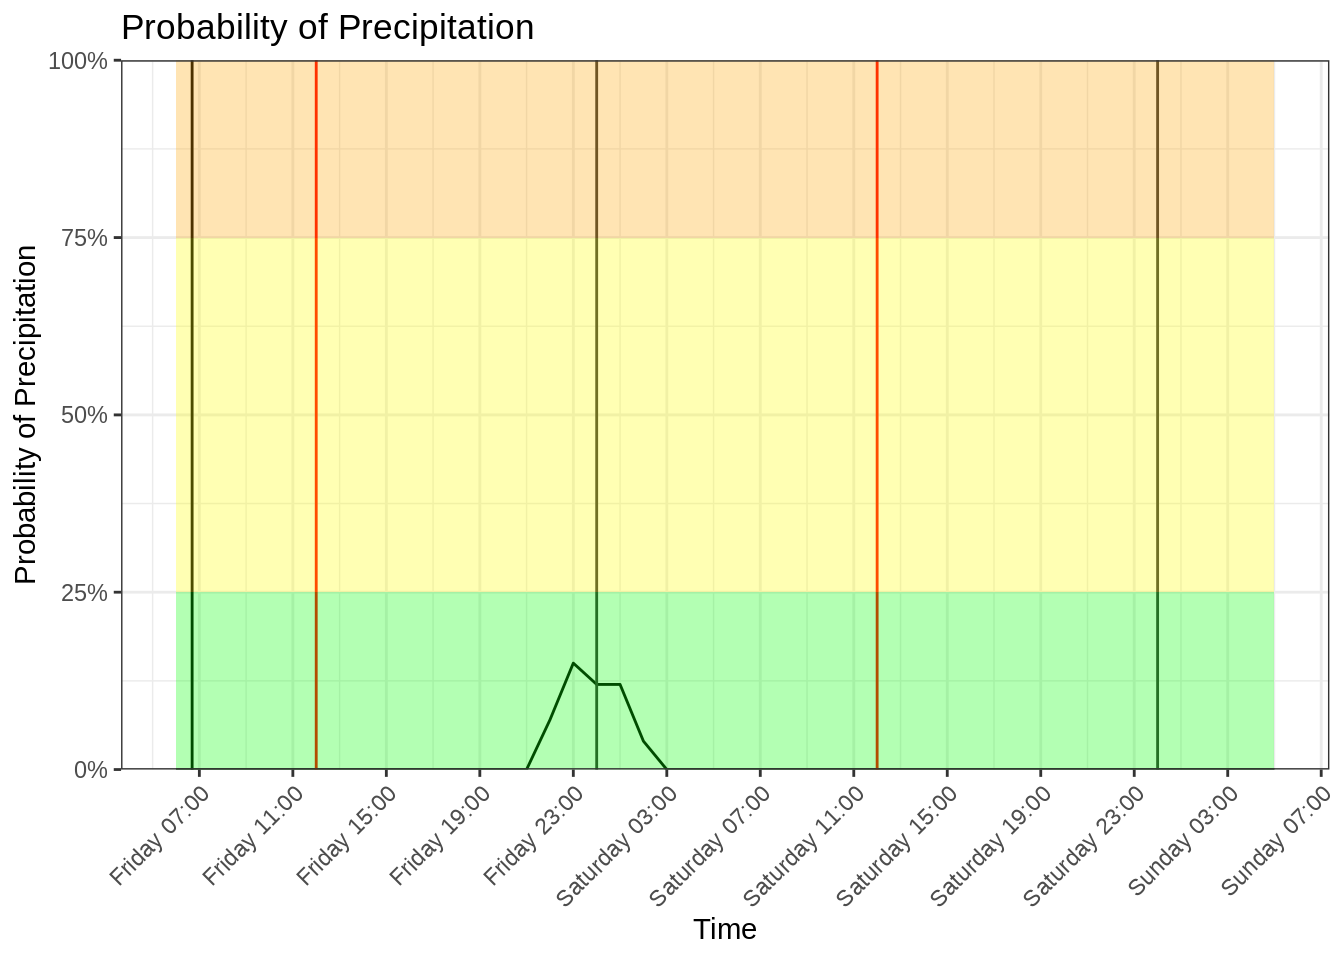 Probability of Precipitation
Probability of Precipitation
100%
75%
50%
25%
0%
Friday 07:00
Friday 11:00
Friday 15:00
Friday 19:00
Friday 23:00
Saturday 03:00
Saturday 07:00
Saturday 11:00
Saturday 15:00
Saturday 19:00
Saturday 23:00
Sunday 03:00
Sunday 07:00
Time